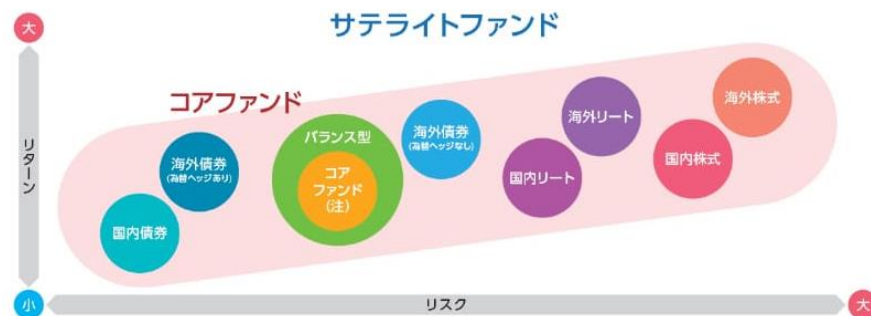 サテライトファンド
大
コアファンド
リターン
海外債券
(為替ヘッジあり)
国内債券
バランス型
コア
ファンド
(注)
海外債券
(為替ヘッジなし)
国内リート
海外リート
国内株式
海外株式
小
リスク
大